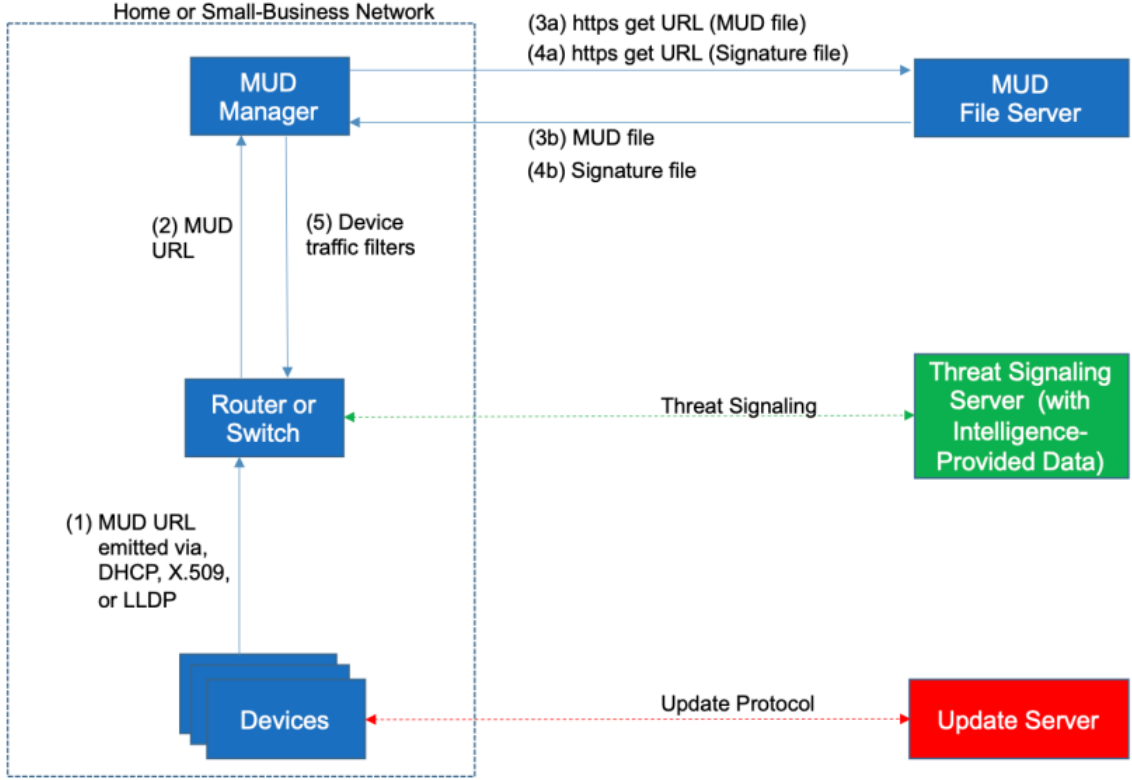 Home or Small-Business Network
(3a) https get URL (MUD file)
(4a) https get URL (Signature file)
MUD
Manager
MUD
File Server
(3b) MUD file
(4b) Signature file
(2) MUD
URL
(5) Device
traffic filters
Router or
Switch
Threat Signaling
Threat Signaling
Server (with
Intelligence-
Provided Data)
(1) MUD URL
emitted via,
DHCP, X.509,
or LLDP
Devices
Update Protocol
Update Server